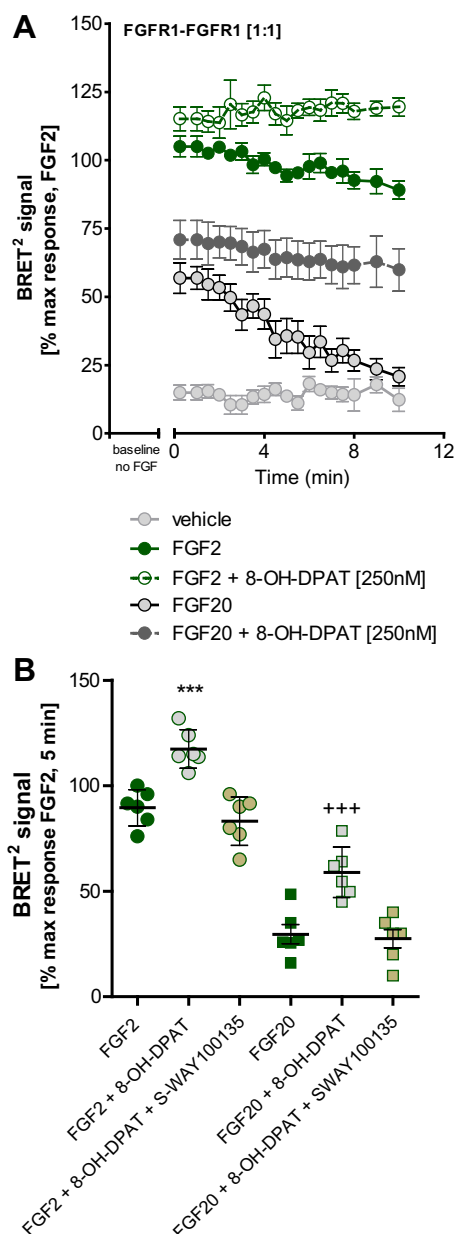 A
FGFR1-FGFR1 [1:1]
BRET² signal
[% max response, FGF2]
150
125
100
75
50
25
0
baseline
no FGF
0
4
8
12
Time (min)
vehicle
FGF2
FGF2 + 8-OH-DPAT [250nM]
FGF20
FGF20 + 8-OH-DPAT [250nM]
B
BRET² signal
[% max response FGF2, 5 min]
150
100
50
0
***
+++
FGF2
FGF2 + 8-OH-DPAT
FGF2 + 8-OH-DPAT + S-WAY100135
FGF20
FGF20 + 8-OH-DPAT
FGF20 + 8-OH-DPAT + SWAY100135